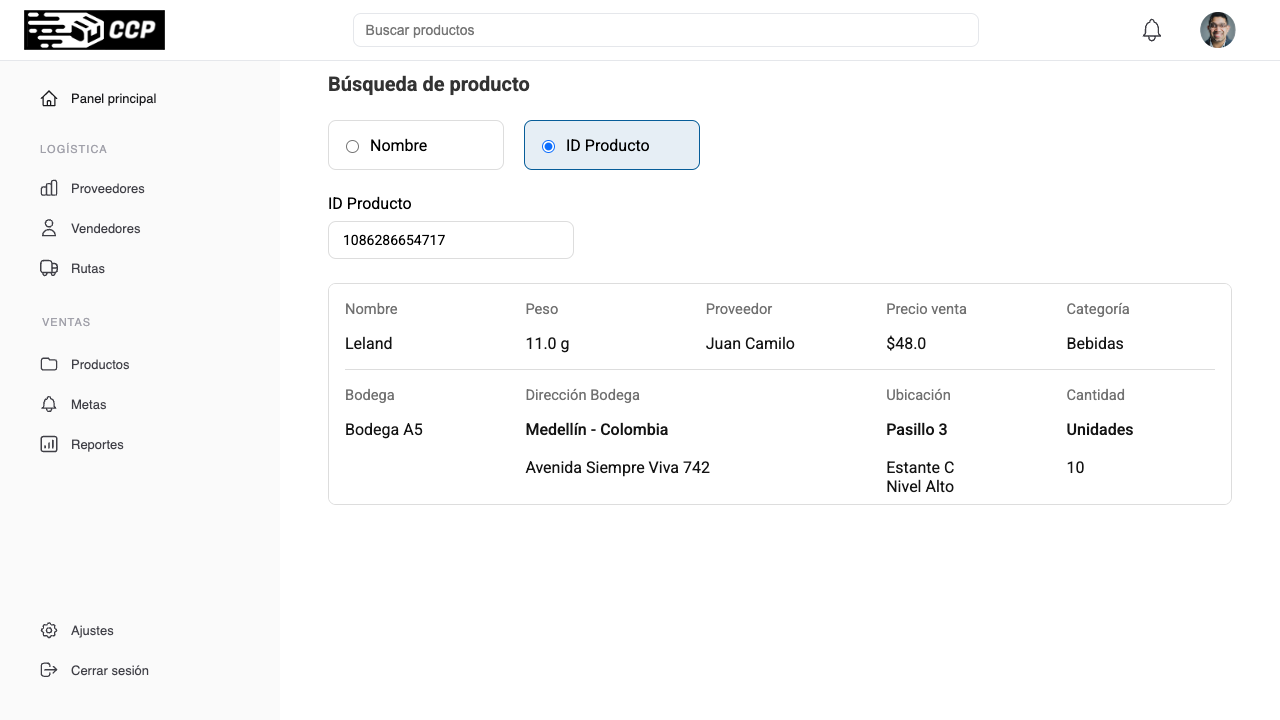 CCP
Buscar productos
Panel principal
LOGÍSTICA
Proveedores
Vendedores
Rutas
VENTAS
Productos
Metas
Reportes
Ajustes
Cerrar sesión
Búsqueda de producto
Nombre
ID Producto
ID Producto
1086286654717
Nombre Peso Proveedor Precio venta Categoría
Leland 11.0 g Juan Camilo $48.0 Bebidas
Bodega Dirección Bodega Ubicación Cantidad
Bodega A5 Medellín - Colombia Pasillo 3 Unidades
Avenida Siempre Viva 742 Estante C 10
Nivel Alto